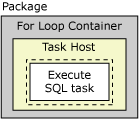 Package
For Loop Container
Task Host
Execute
SQL task